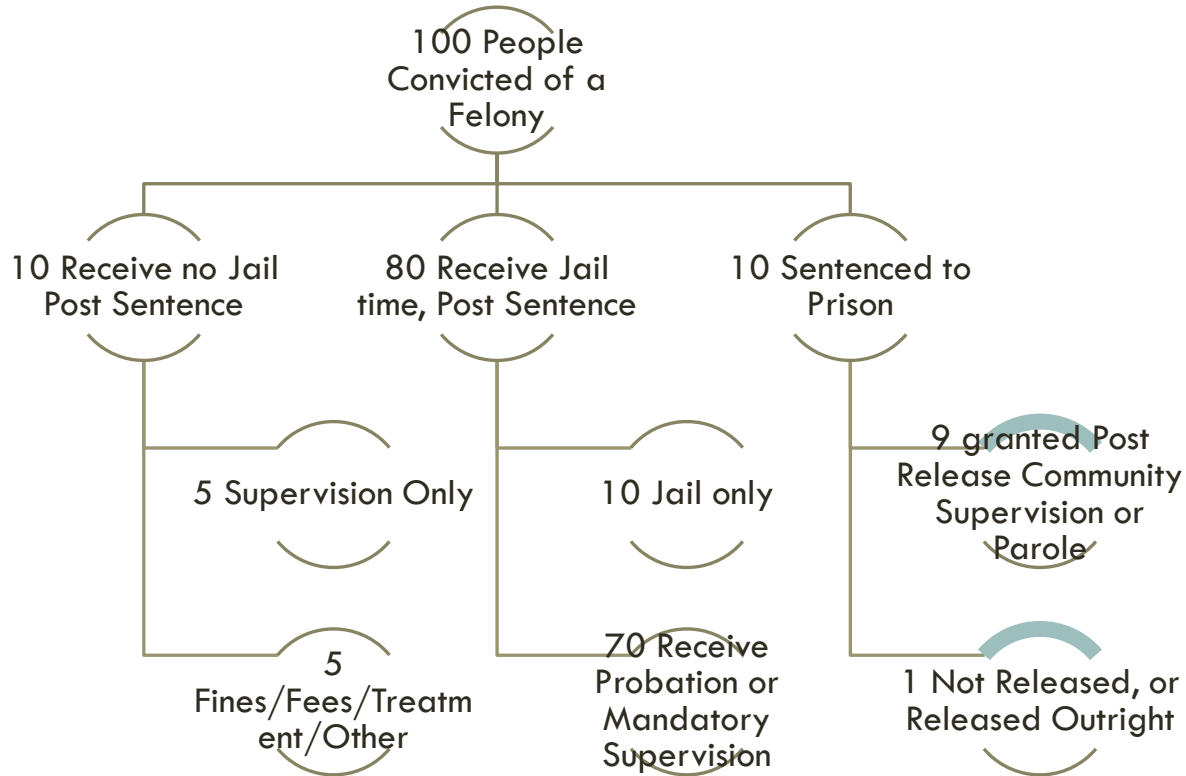 100 People
Convicted of a
Felony
10 Receive no Jail
Post Sentence
80 Receive Jail
time, Post Sentence
10 Sentenced to
Prison
5 Supervision Only
10 Jail only
9 granted Post
Release Community
Supervision or
Parole
5
Fines/Fees/Treatm
ent/Other
70 Receive
Probation or
Mandatory
Supervision
1 Not Released, or
Released Outright